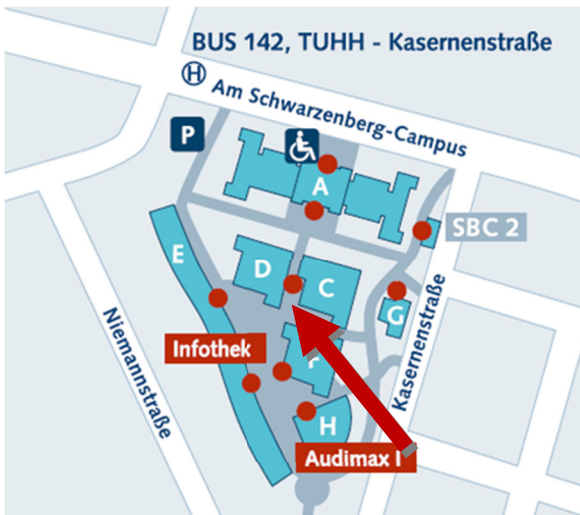 BUS 142, TUHH - Kasernenstraße
H
Am Schwarzenberg-Campus
P
A
SBC 2
E
D
C
G
Infothek
Niemannstraße
Kasernenstraße
H
Audimax I